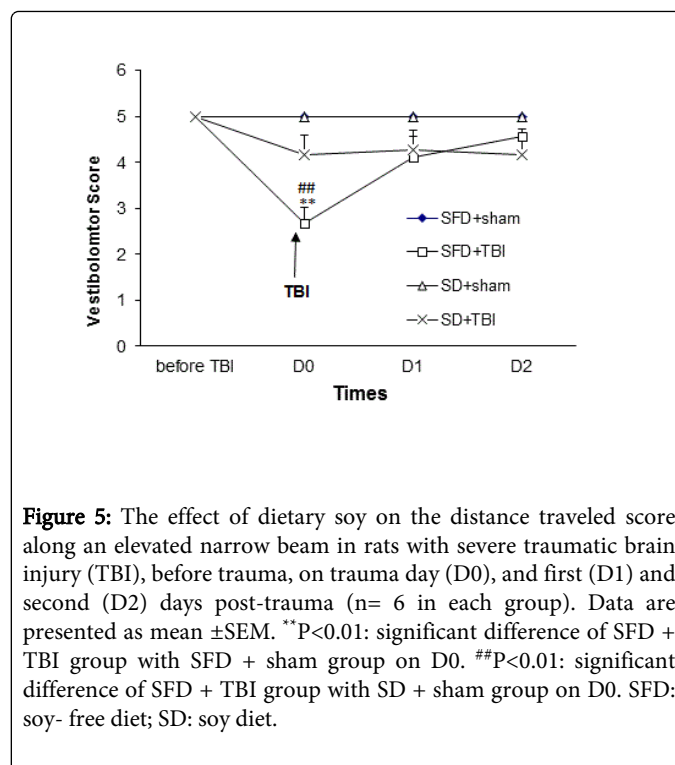 6
5
4
3
2
1
0
Vestibolomtor Score
##
**
TBI
SFD+sham
SFD+TBI
SD+sham
SD+TBI
before TBI D0 D1 D2
Times
Figure 5: The effect of dietary soy on the distance traveled score
along an elevated narrow beam in rats with severe traumatic brain
injury (TBI), before trauma, on trauma day (D0), and first (D1) and
second (D2) days post-trauma (n= 6 in each group). Data are
presented as mean ±SEM. **P<0.01: significant difference of SFD +
TBI group with SFD + sham group on D0. ##P<0.01: significant
difference of SFD + TBI group with SD + sham group on D0. SFD:
soy- free diet; SD: soy diet.